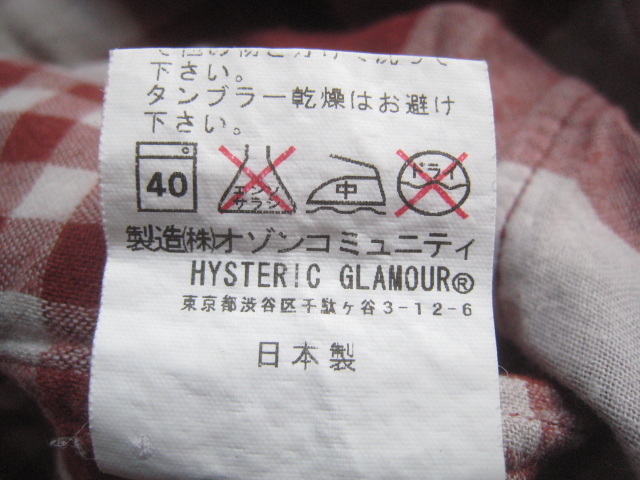 下さい。
タンブラー乾燥はお避け
下さい。
40 エンソサラシ 中 ドライ
製造(株)オゾンコミュニティ
HYSTERIC GLAMOUR®
東京都渋谷区千駄ヶ谷3-12-6
日本製